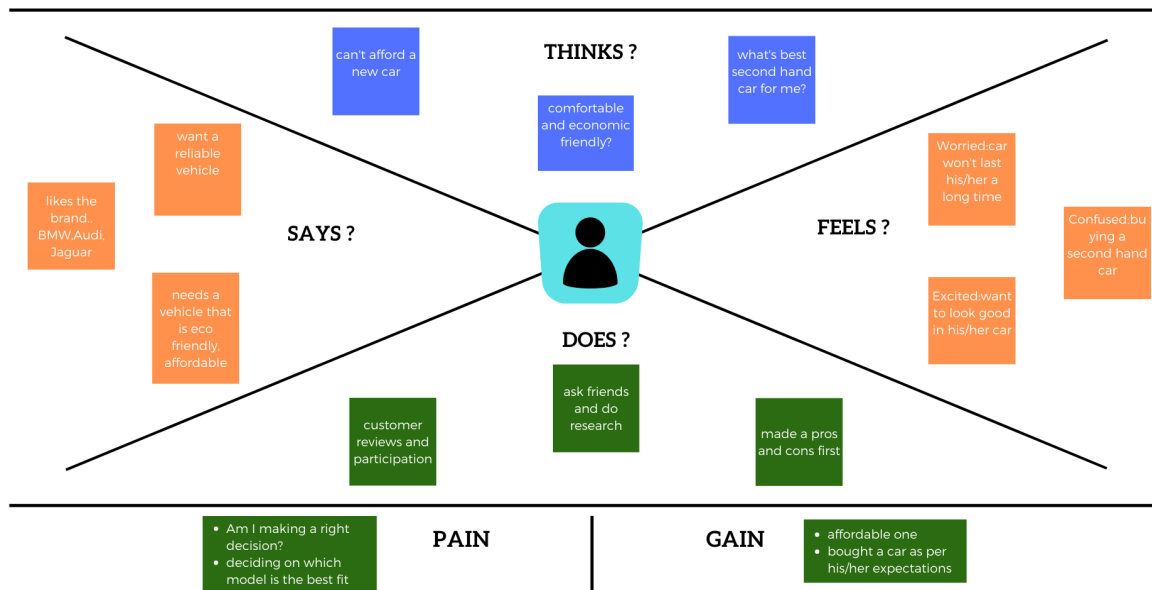 THINKS ?
can't afford a
new car
comfortable
and economic
friendly?
what's best
second hand
car for me?
SAYS ?
want a
reliable
vehicle
likes the
brand..
BMW,Audi.
Jaguar
needs a
vehicle that
is eco
friendly,
affordable
FEELS ?
Worried:car
won't last
his/her a
long time
Confused:bu
ying a
second hand
car
Excited:want
to look good
in his/her car
DOES ?
customer
reviews and
participation
ask friends
and do
research
made a pros
and cons first
PAIN
• Am I making a right
decision?
• deciding on which
model is the best fit
GAIN
• affordable one
• bought a car as per
his/her expectations